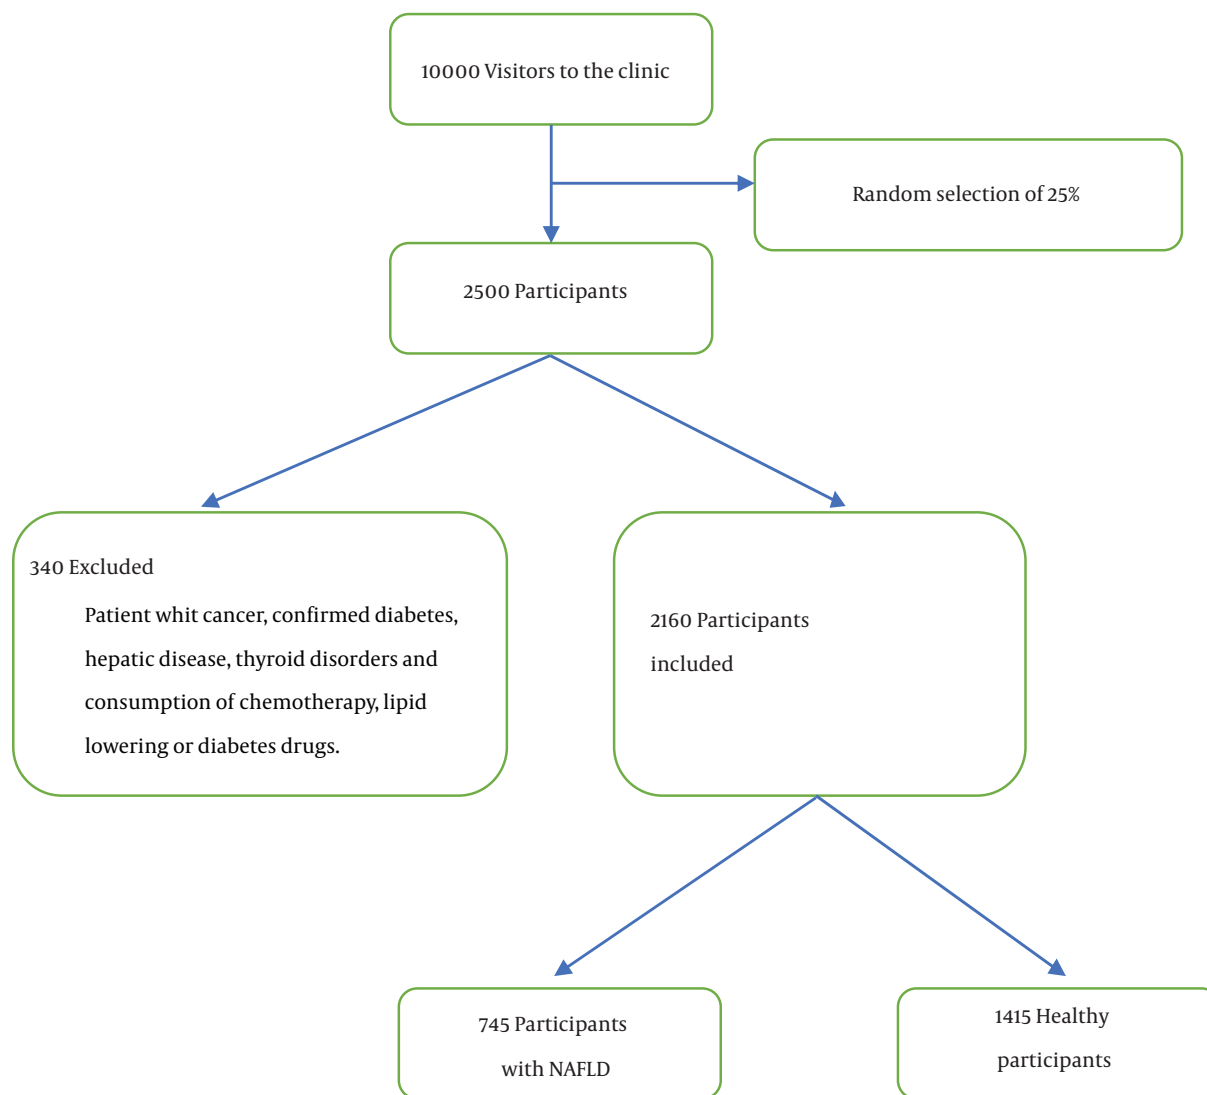 10000 Visitors to the clinic
Random selection of 25%
2500 Participants
340 Excluded
Patient whit cancer, confirmed diabetes,
hepatic disease, thyroid disorders and
consumption of chemotherapy, lipid
lowering or diabetes drugs.
2160 Participants
included
745 Participants
with NAFLD
1415 Healthy
participants